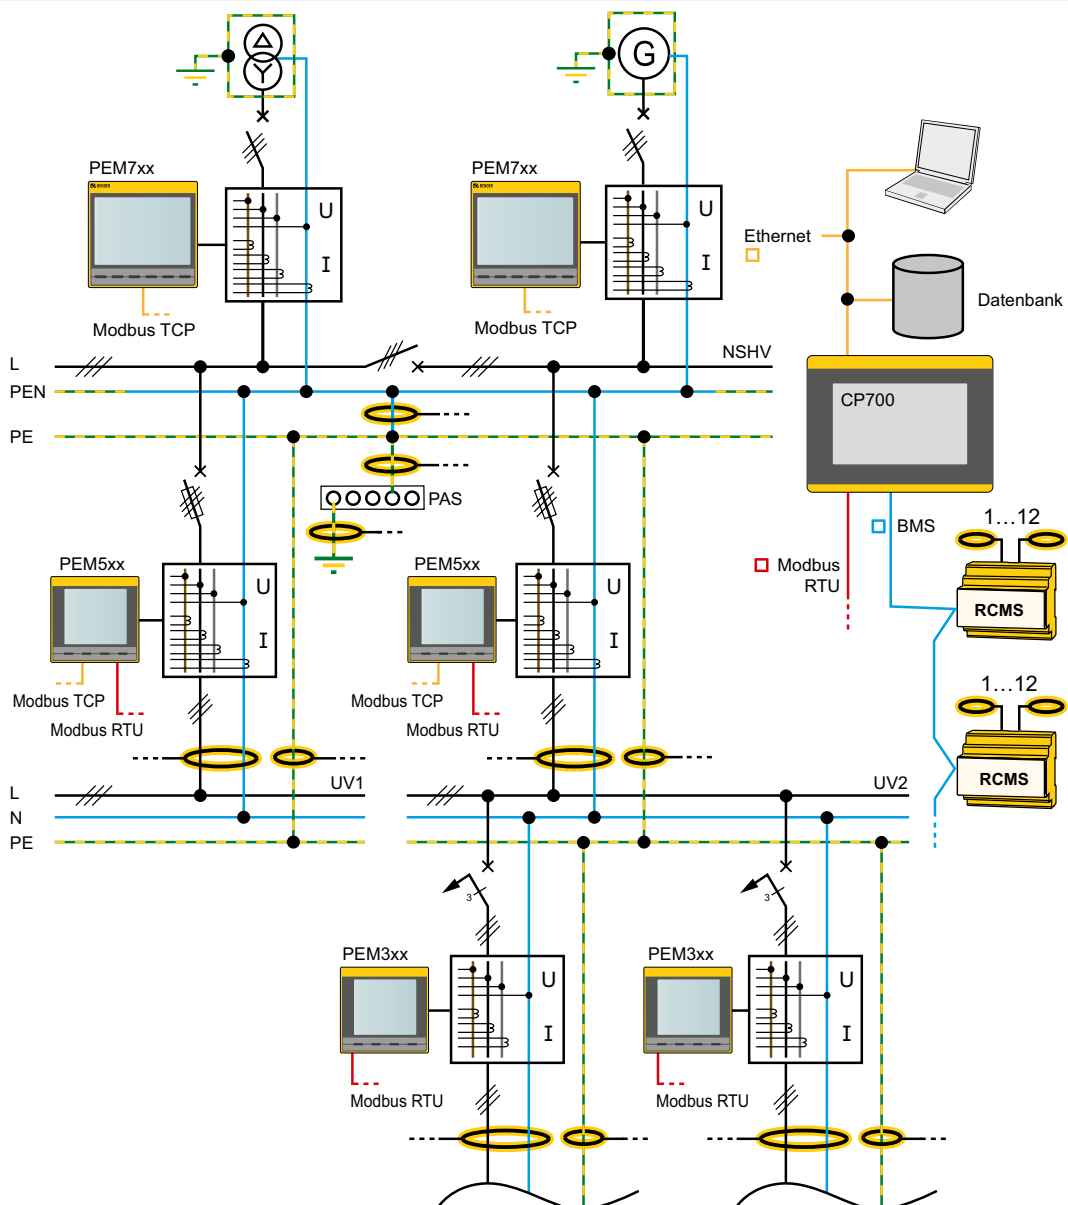 G
PEM7xx
PEM7xx
BENDER
BENDER
U
I
U
I
Ethernet
Datenbank
Modbus TCP
Modbus TCP
L
NSHV
PEN
CP700
PE
PAS
BMS
1...12
Modbus
RTU
RCMS
PEM5xx
PEM5xx
U
I
U
I
Modbus TCP
Modbus RTU
Modbus TCP
Modbus RTU
1...12
RCMS
L
UV1
UV2
N
PE
3
3
PEM3xx
PEM3xx
U
I
U
I
Modbus RTU
Modbus RTU